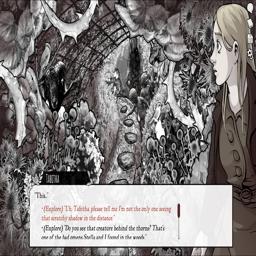 TABITHA
"This."
•(Explore) "Uh, Tabitha, please tell me I'm not the only one seeing
that scratchy shadow in the distance."
•(Explore) "Do you see that creature behind the thorns? That's
one of the bad omens Stella and I found in the woods."